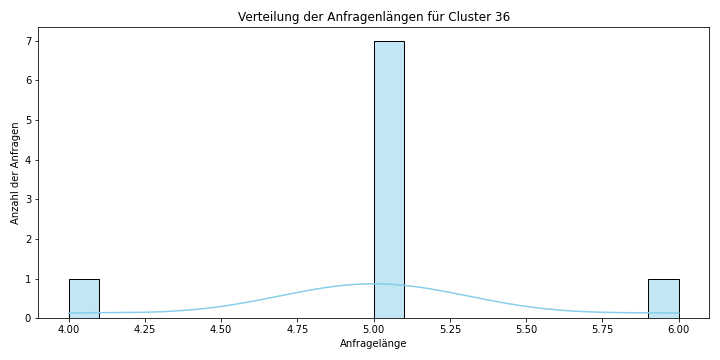 Verteilung der Anfragenlängen für Cluster 36
7
6
5
4
3
2
1
0
Anzahl der Anfragen
4.00 4.25 4.50 4.75 5.00 5.25 5.50 5.75 6.00
Anfragelänge